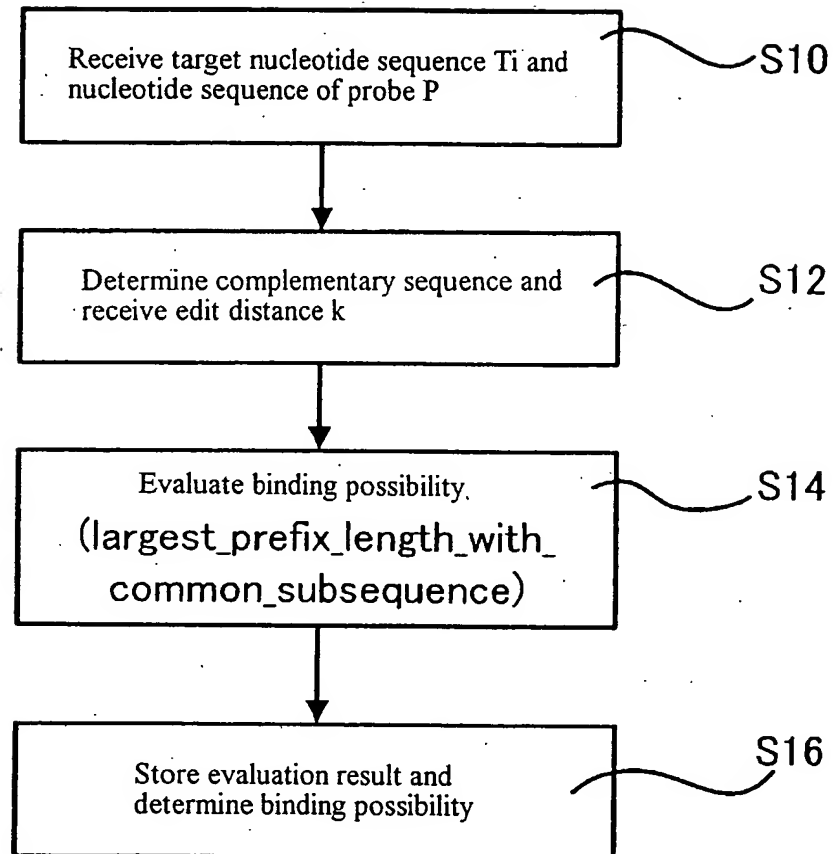 Receive target nucleotide sequence Ti and
nucleotide sequence of probe P
S10
Determine complementary sequence and
receive edit distance k
S12
Evaluate binding possibility.
(largest_prefix_length_with_
common_subsequence)
S14
Store evaluation result and
determine binding possibility
S16